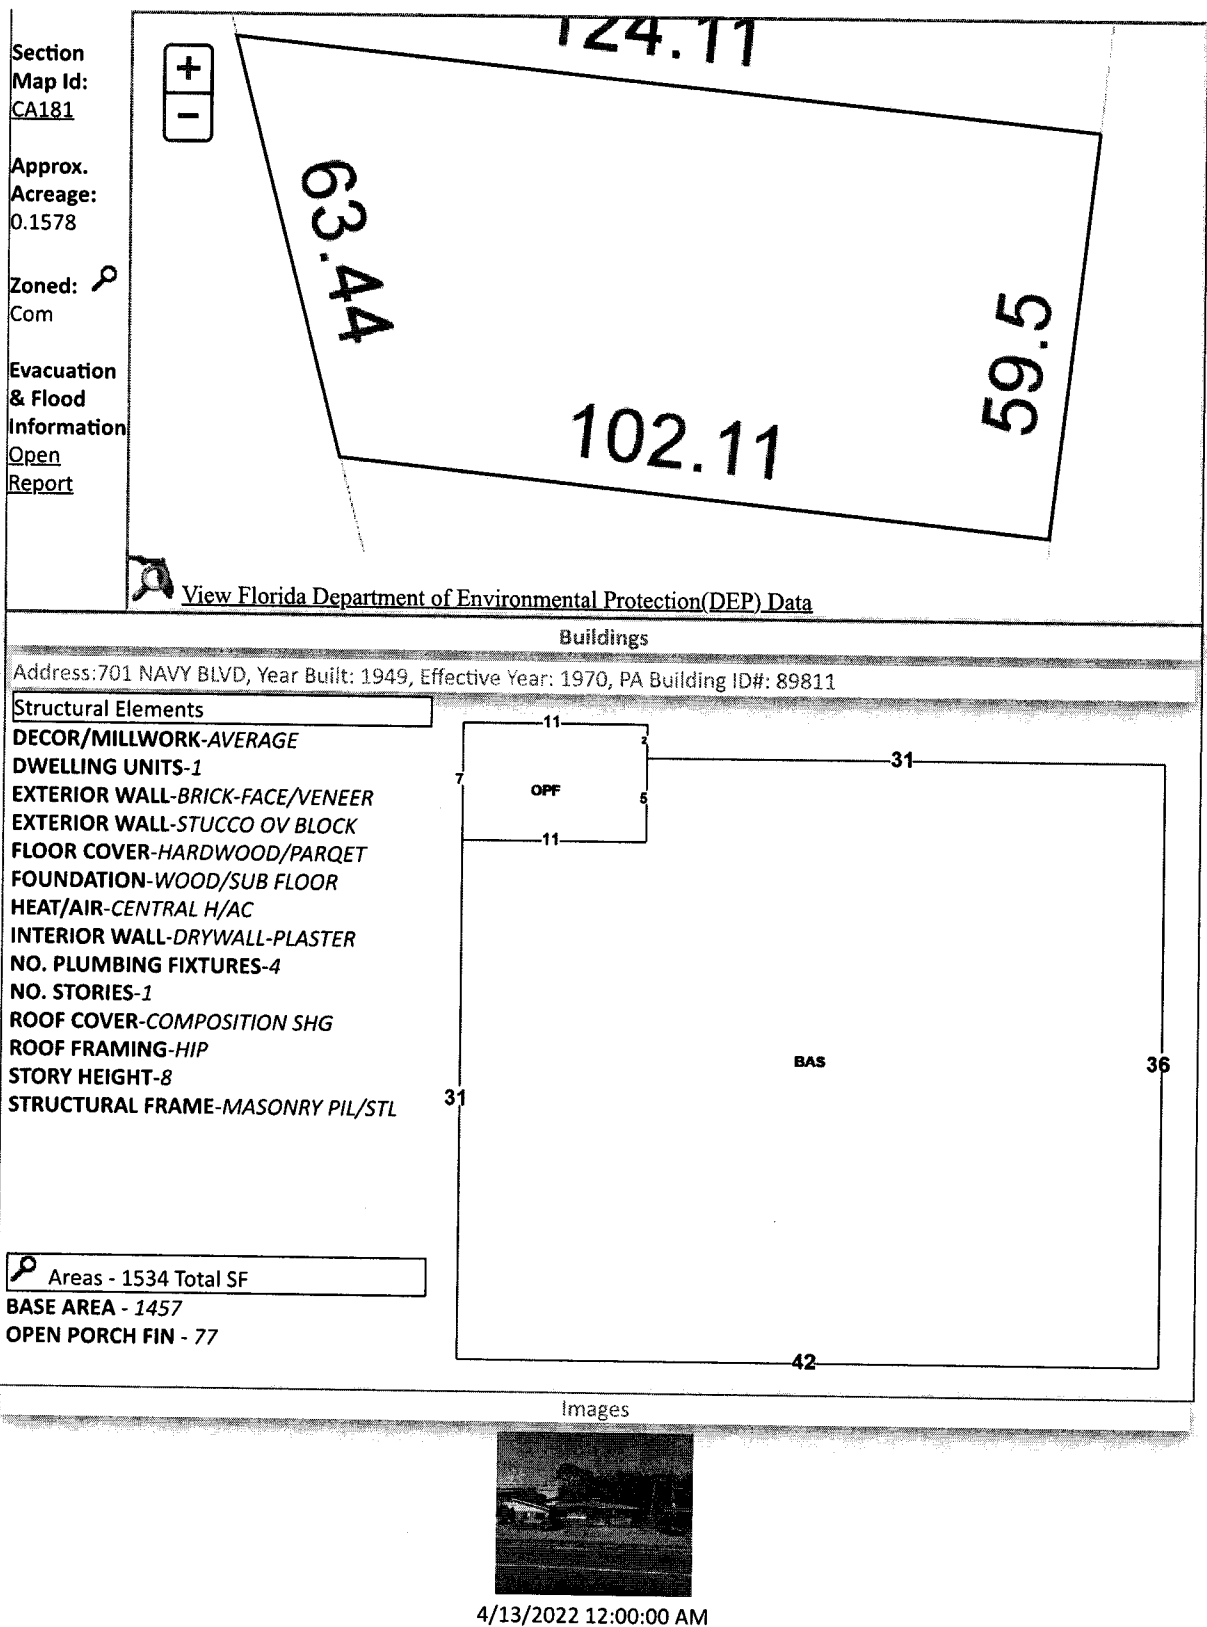 Section
Map Id:
CA181
Approx.
Acreage:
0.1578
Zoned:
Com
Evacuation
& Flood
Information
Open
Report
+
-
124.11
63.44
59.5
102.11
View Florida Department of Environmental Protection(DEP) Data
Buildings
Address:701 NAVY BLVD, Year Built: 1949, Effective Year: 1970, PA Building ID#: 89811
Structural Elements
DECOR/MILLWORK-AVERAGE
DWELLING UNITS-1
EXTERIOR WALL-BRICK-FACE/VENEER
EXTERIOR WALL-STUCCO OV BLOCK
FLOOR COVER-HARDWOOD/PARQET
FOUNDATION-WOOD/SUB FLOOR
HEAT/AIR-CENTRAL H/AC
INTERIOR WALL-DRYWALL-PLASTER
NO. PLUMBING FIXTURES-4
NO. STORIES-1
ROOF COVER-COMPOSITION SHG
ROOF FRAMING-HIP
STORY HEIGHT-8
STRUCTURAL FRAME-MASONRY PIL/STL
Areas - 1534 Total SF
BASE AREA - 1457
OPEN PORCH FIN - 77
11
2
31
7
OPF
5
11
BAS
36
31
42
Images
4/13/2022 12:00:00 AM